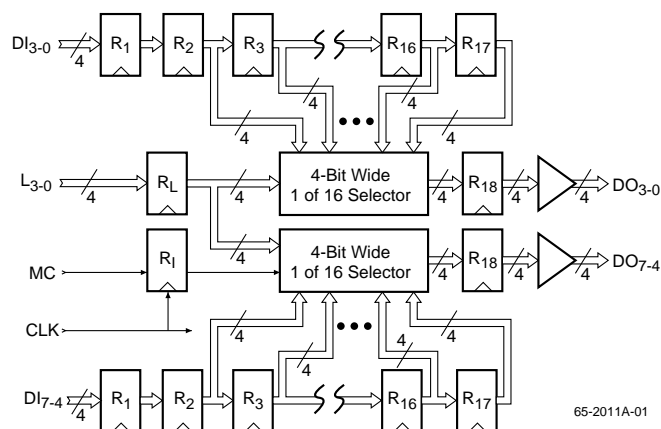 DI3-0 4 R1 R2 R3 R16 R17
4 4 4 4
L3-0 4 RL 4 4-Bit Wide 1 of 16 Selector 4 R18 4 4 DO3-0
MC RI 4 4-Bit Wide 1 of 16 Selector 4 R18 4 4 DO7-4
CLK
4 4 4 4
DI7-4 4 R1 R2 R3 R16 R17
65-2011A-01